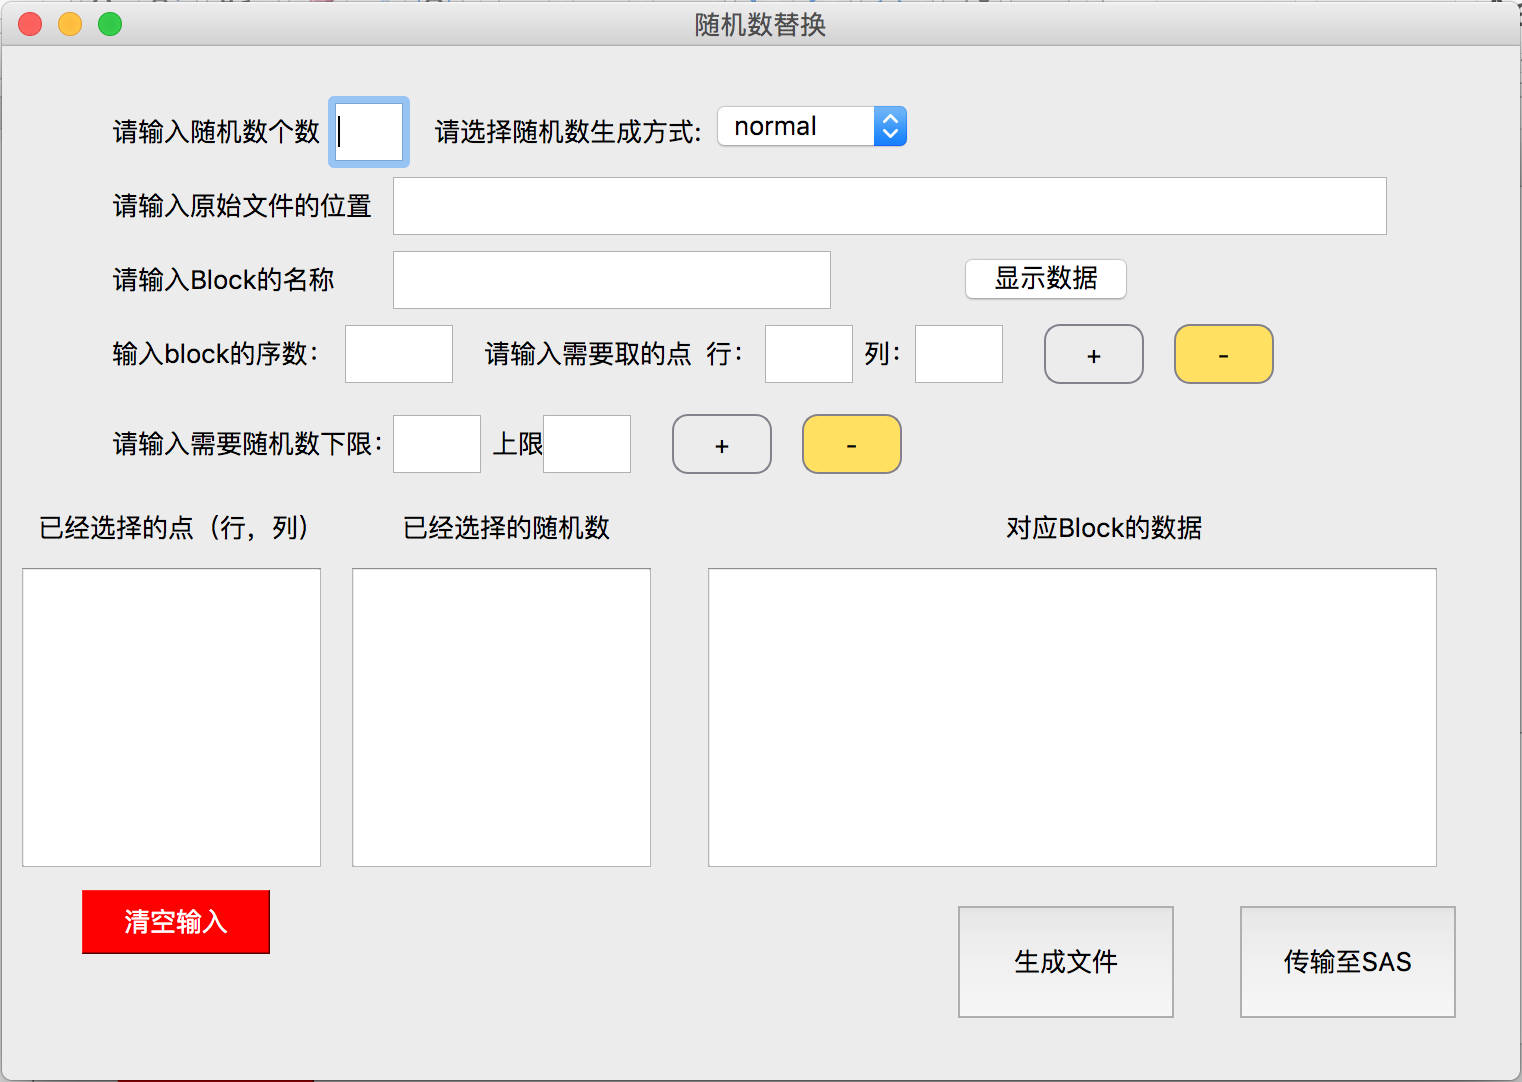 随机数替换
请输入随机数个数 请选择随机数生成方式: normal
请输入原始文件的位置
请输入Block的名称 显示数据
输入block的序数： 请输入需要取的点 行： 列： + -
请输入需要随机数下限： 上限 + -
已经选择的点（行，列） 已经选择的随机数 对应Block的数据
清空输入
生成文件 传输至SAS